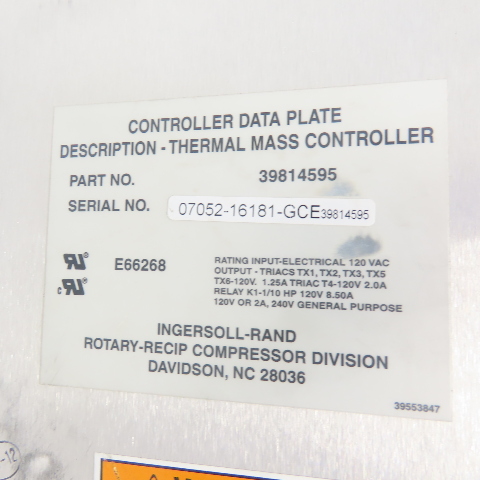 CONTROLLER DATA PLATE
DESCRIPTION - THERMAL MASS CONTROLLER
PART NO. 39814595
SERIAL NO. 07052-16181-GCE39814595
E66268
RATING INPUT-ELECTRICAL 120 VAC
OUTPUT - TRIACS TX1, TX2, TX3, TX5
TX6-120V. 1.25A TRIAC T4-120V 2.0A
RELAY K1-1/10 HP 120V 8.50A
120V OR 2A, 240V GENERAL PURPOSE
INGERSOLL-RAND
ROTARY-RECIP COMPRESSOR DIVISION
DAVIDSON, NC 28036
39553847
-12